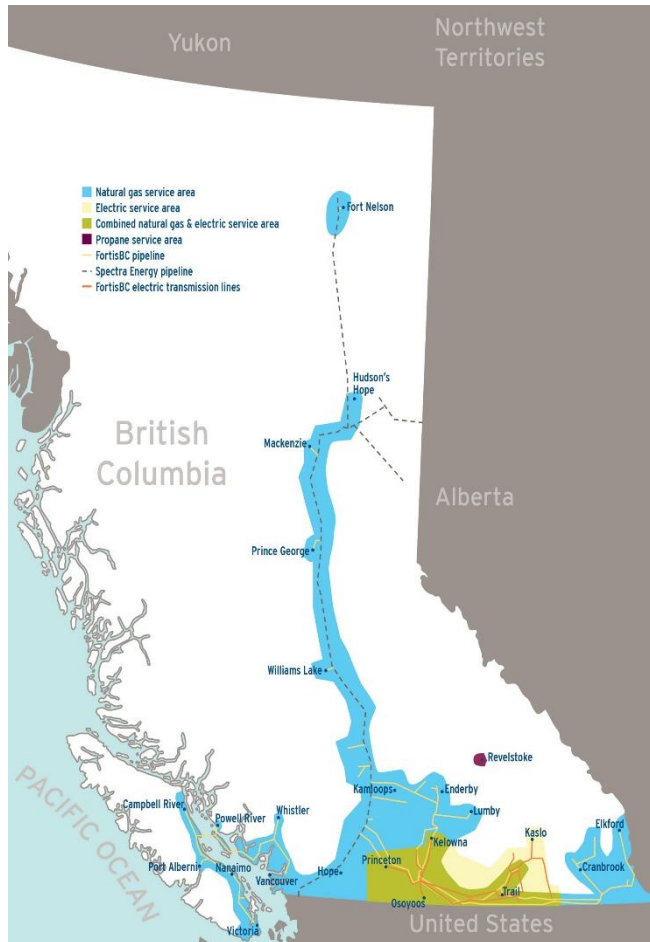 Yukon
Northwest
Territories
Natural gas service area
Electric service area
Combined natural gas & electric service area
Propane service area
FortisBC pipeline
Spectra Energy pipeline
FortisBC electric transmission lines
Fort Nelson
Hudson's
Hope
British
Columbia
Mackenzie
Alberta
Prince George
Williams Lake
Revelstoke
PACIFIC OCEAN
Campbell River
Powell River
Whistler
Kamloops
Enderby
Lumby
Elkford
Kaslo
Kelowna
Port Alberni
Nanaimo
Vancouver
Hope
Princeton
Cranbrook
Trail
Osoyoos
Victoria
United States